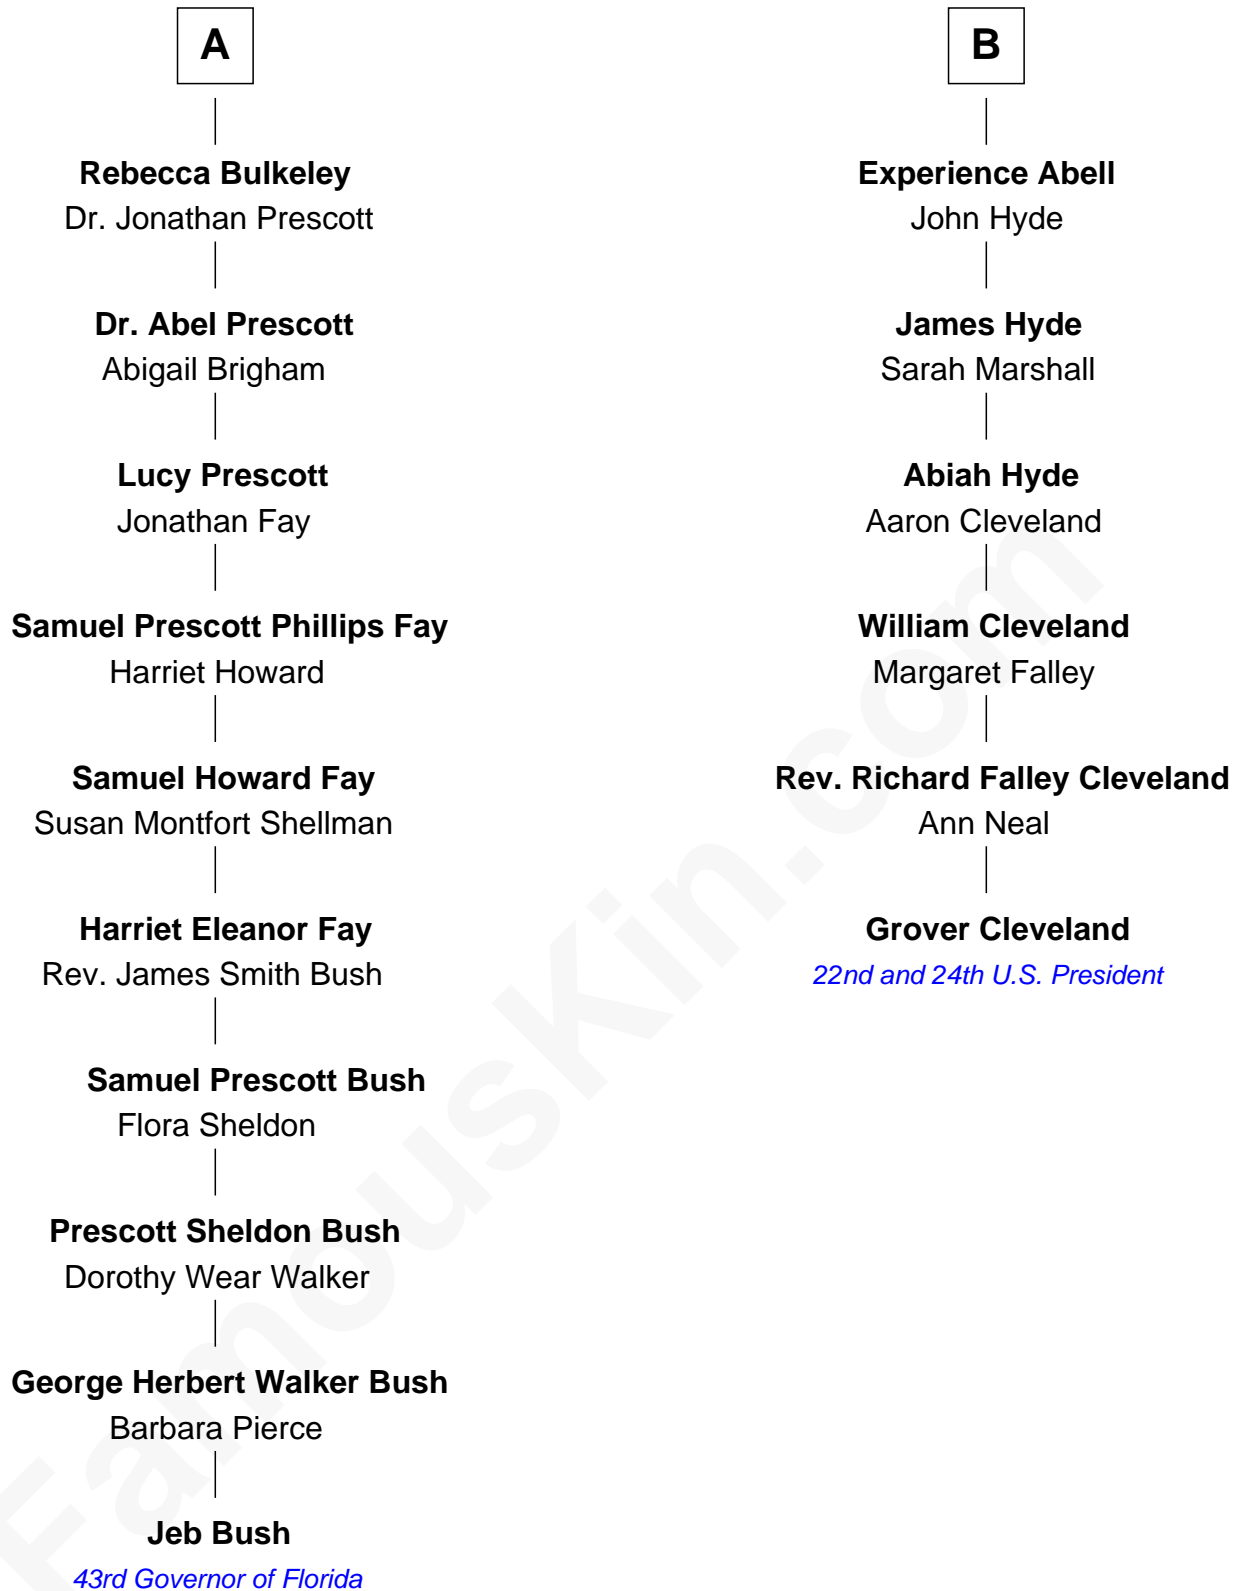 A
Rebecca Bulkeley
Dr. Jonathan Prescott
Dr. Abel Prescott
Abigail Brigham
Lucy Prescott
Jonathan Fay
Samuel Prescott Phillips Fay
Harriet Howard
Samuel Howard Fay
Susan Montfort Shellman
Harriet Eleanor Fay
Rev. James Smith Bush
Samuel Prescott Bush
Flora Sheldon
Prescott Sheldon Bush
Dorothy Wear Walker
George Herbert Walker Bush
Barbara Pierce
Jeb Bush
43rd Governor of Florida
B
Experience Abell
John Hyde
James Hyde
Sarah Marshall
Abiah Hyde
Aaron Cleveland
William Cleveland
Margaret Falley
Rev. Richard Falley Cleveland
Ann Neal
Grover Cleveland
22nd and 24th U.S. President
FamousKin.com